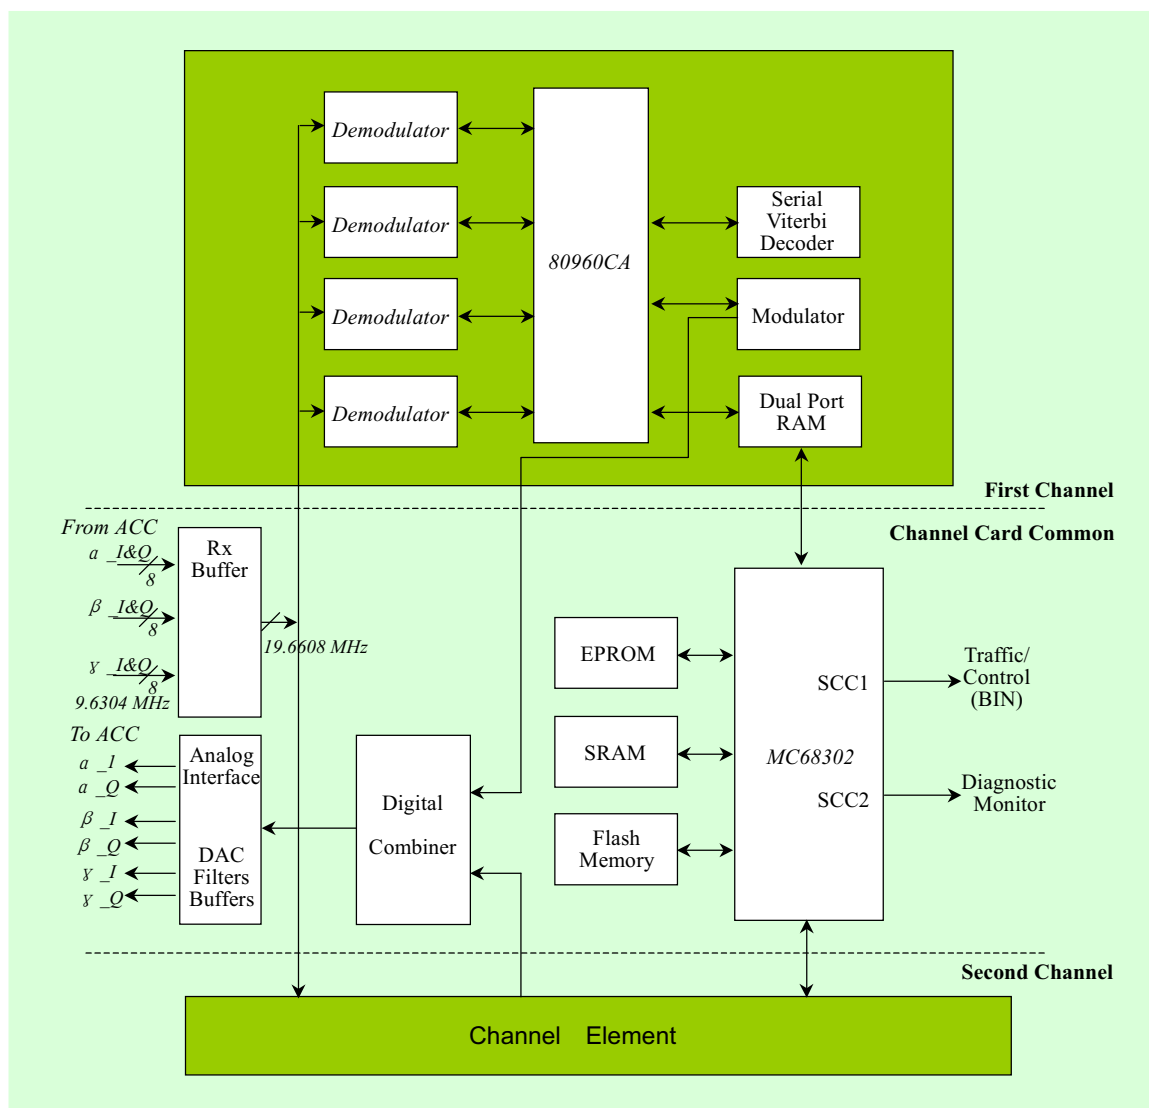 Demodulator
Demodulator
Demodulator
Demodulator
80960CA
Serial
Viterbi
Decoder
Modulator
Dual Port
RAM
First Channel
Channel Card Common
From ACC
α _I&Q
8
β _I&Q
8
γ _I&Q
8
9.6304 MHz
Rx
Buffer
19.6608 MHz
To ACC
α _I
α _Q
β _I
β _Q
γ _I
γ _Q
Analog
Interface
DAC
Filters
Buffers
Digital
Combiner
EPROM
SRAM
Flash
Memory
SCC1
MC68302
SCC2
Traffic/
Control
(BIN)
Diagnostic
Monitor
Second Channel
Channel Element